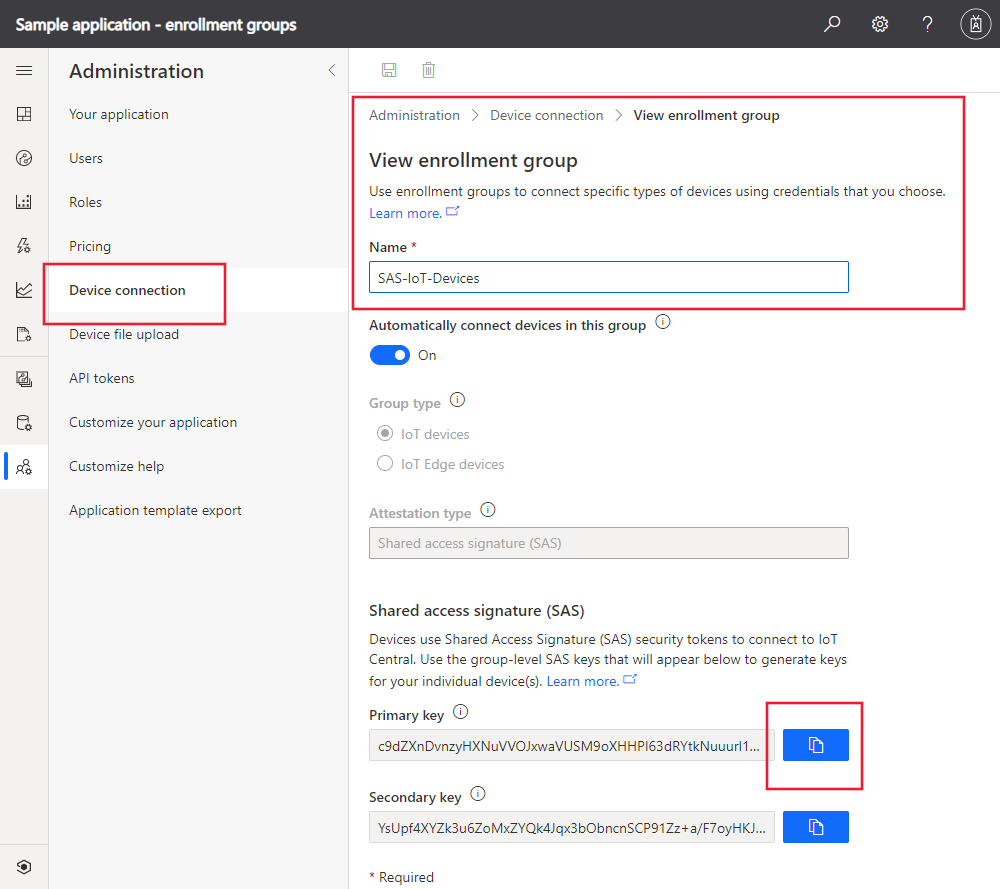 Sample application - enrollment groups
Administration
Your application
Users
Roles
Pricing
Device connection
Device file upload
API tokens
Customize your application
Customize help
Application template export
Administration > Device connection > View enrollment group
View enrollment group
Use enrollment groups to connect specific types of devices using credentials that you choose.
Learn more.
Name *
SAS-IoT-Devices
Automatically connect devices in this group
On
Group type
IoT devices
IoT Edge devices
Attestation type
Shared access signature (SAS)
Shared access signature (SAS)
Devices use Shared Access Signature (SAS) security tokens to connect to IoT
Central. Use the group-level SAS keys that will appear below to generate keys
for your individual device(s). Learn more.
Primary key
c9dZXnDvnzyHXNuVVOJxwaVUSM9oXHHPI63dRYtkNuuurI1...
Secondary key
YsUpf4XYZk3u6ZoMxZYQk4Jqx3bObncnSCP91Zz+a/F7oyHKJ...
* Required